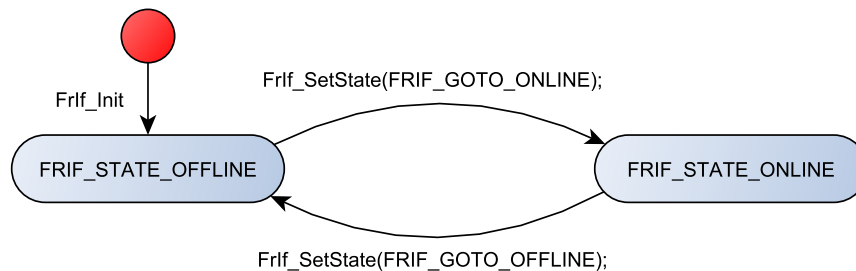 FrIf_SetState(FRIF_GOTO_ONLINE);
FrIf_Init
FRIF_STATE_OFFLINE
FRIF_STATE_ONLINE
FrIf_SetState(FRIF_GOTO_OFFLINE);